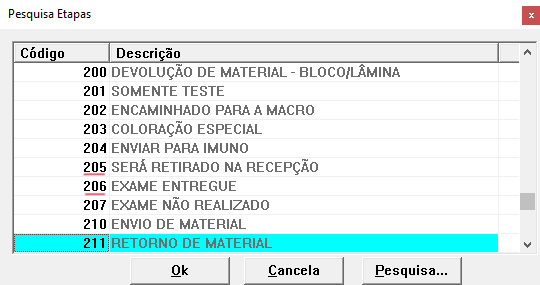 Pesquisa Etapas
x
Código Descrição
200 DEVOLUÇÃO DE MATERIAL - BLOCO/LÂMINA
201 SOMENTE TESTE
202 ENCAMINHADO PARA A MACRO
203 COLORAÇÃO ESPECIAL
204 ENVIAR PARA IMUNO
205 SERÁ RETIRADO NA RECEPÇÃO
206 EXAME ENTREGUE
207 EXAME NÃO REALIZADO
210 ENVIO DE MATERIAL
211 RETORNO DE MATERIAL
Ok Cancela Pesquisa...